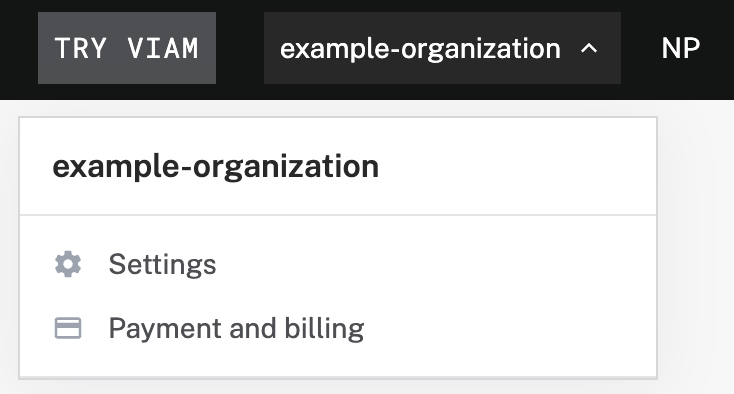 TRY VIAM
example-organization
NP
example-organization
Settings
Payment and billing